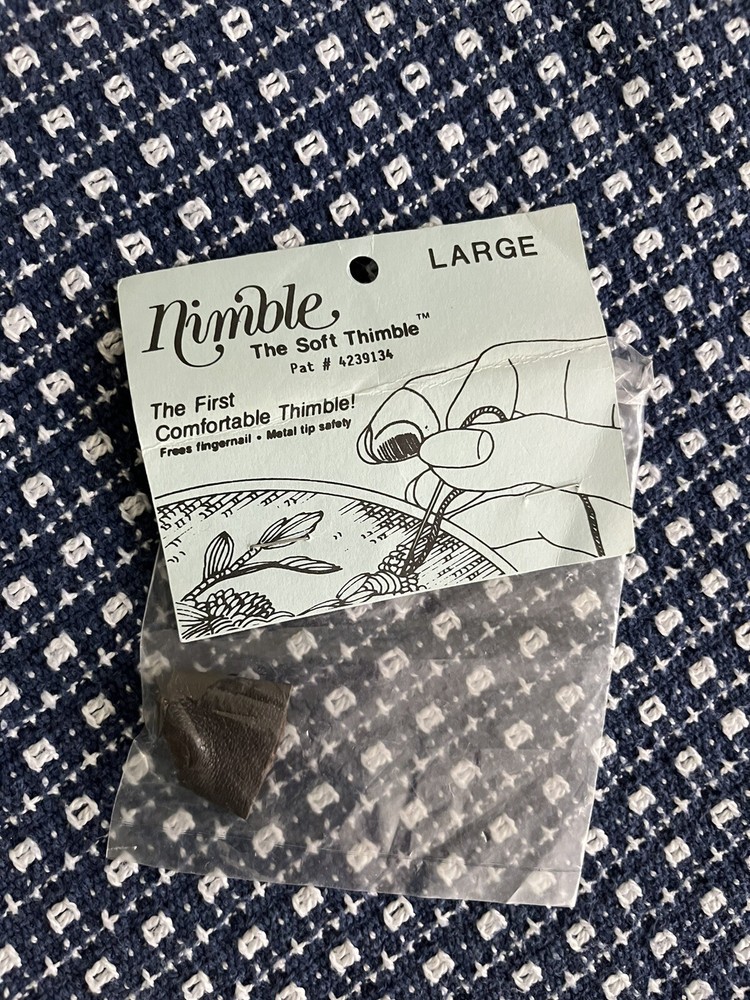 LARGE
Nimble
The Soft Thimble™
Pat # 4239134
The First
Comfortable Thimble!
Frees fingernail • Metal tip safety